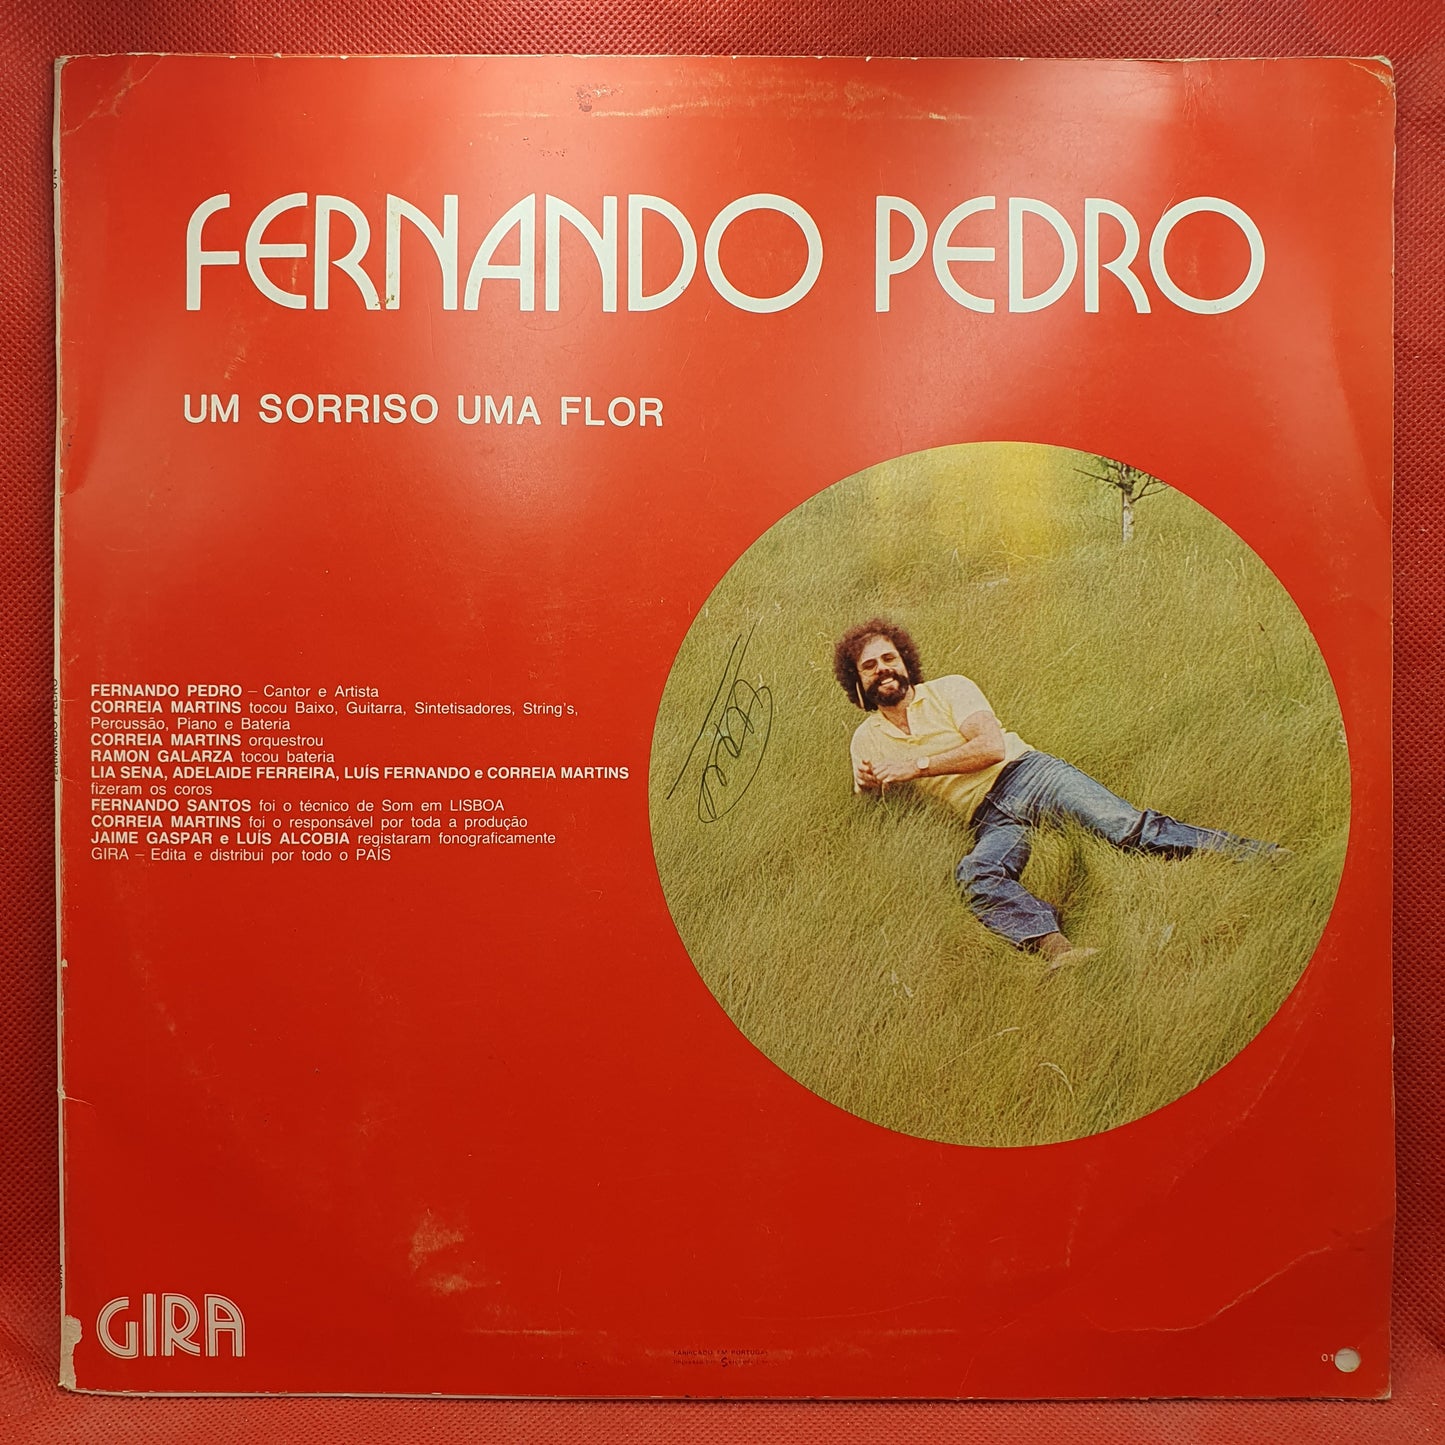 FERNANDO PEDRO
UM SORRISO UMA FLOR
FERNANDO PEDRO – Cantor e Artista
CORREIA MARTINS tocou Baixo, Guitarra, Sintetisadores, String's,
Percussão, Piano e Bateria
CORREIA MARTINS orquestrou
RAMON GALARZA tocou bateria
LIA SENA, ADELAIDE FERREIRA, LUÍS FERNANDO e CORREIA MARTINS
fizeram os coros
FERNANDO SANTOS foi o técnico de Som em LISBOA
CORREIA MARTINS foi o responsável por toda a produção
JAIME GASPAR e LUÍS ALCOBIA registaram fonograficamente
GIRA – Edita e distribui por todo o PAÍS
GIRA
FABRICADO EM PORTUGAL
01